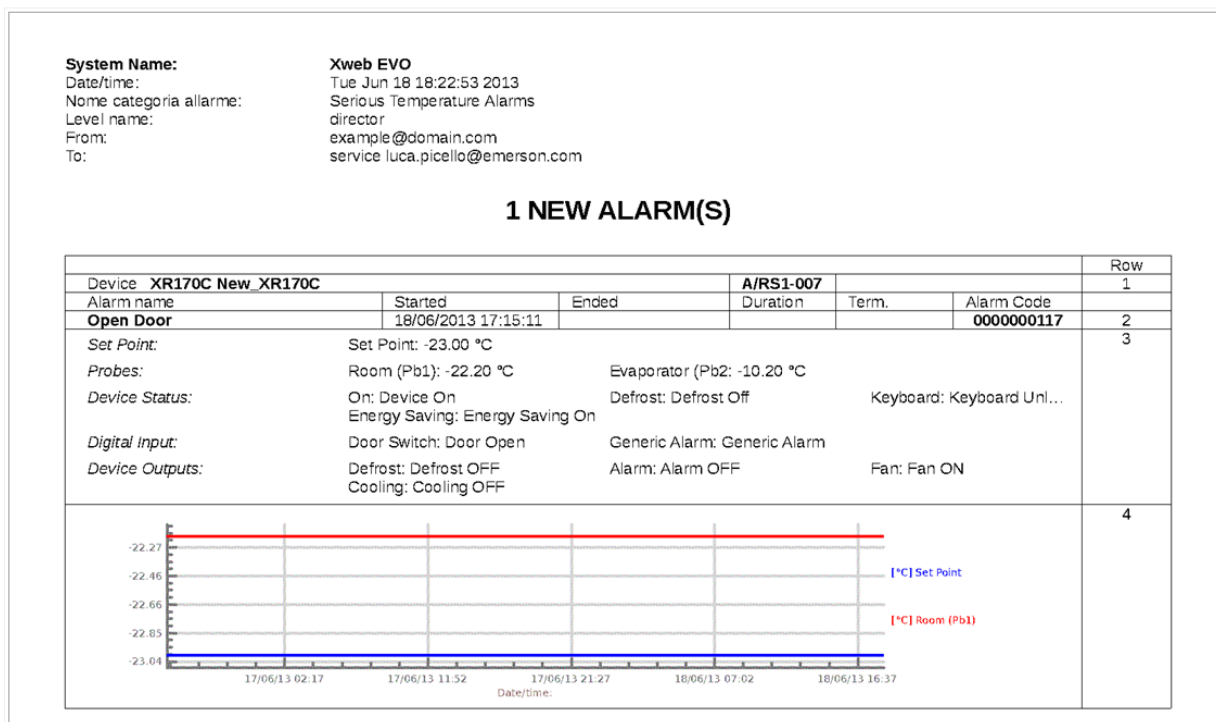 System Name: Xweb EVO
Date/time: Tue Jun 18 18:22:53 2013
Nome categoria allarme: Serious Temperature Alarms
Level name: director
From: example@domain.com
To: service luca.picello@emerson.com
1 NEW ALARM(S)
Row
Device XR170C New_XR170C A/RS1-007 1
Alarm name Started Ended Duration Term. Alarm Code
Open Door 18/06/2013 17:15:11 0000000117 2
Set Point: Set Point: -23.00 °C 3
Probes: Room (Pb1): -22.20 °C Evaporator (Pb2: -10.20 °C
Device Status: On: Device On Defrost: Defrost Off Keyboard: Keyboard Unl...
Energy Saving: Energy Saving On
Digital Input: Door Switch: Door Open Generic Alarm: Generic Alarm
Device Outputs: Defrost: Defrost OFF Alarm: Alarm OFF Fan: Fan ON
Cooling: Cooling OFF
4
-22.27
-22.46 [°C] Set Point
-22.66
[°C] Room (Pb1)
-22.85
-23.04
17/06/13 02:17 17/06/13 11:52 17/06/13 21:27 18/06/13 07:02 18/06/13 16:37
Date/time: